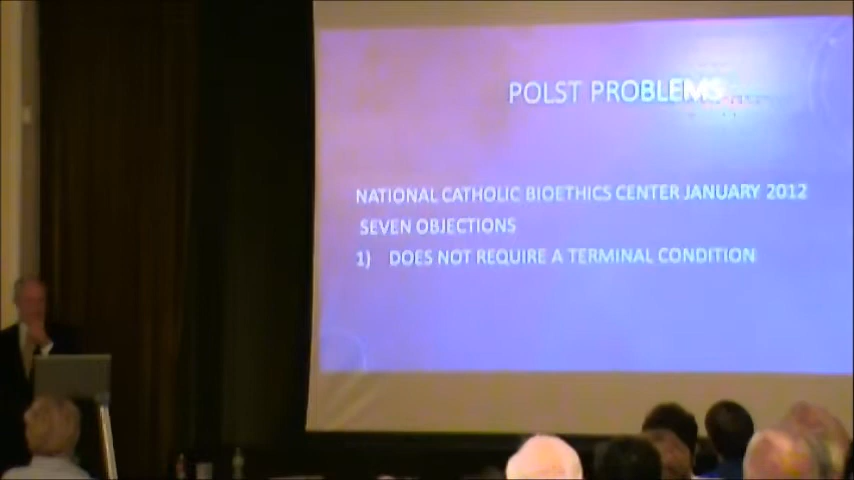 POLST PROBLEMS
NATIONAL CATHOLIC BIOETHICS CENTER JANUARY 2012
SEVEN OBJECTIONS
1) DOES NOT REQUIRE A TERMINAL CONDITION